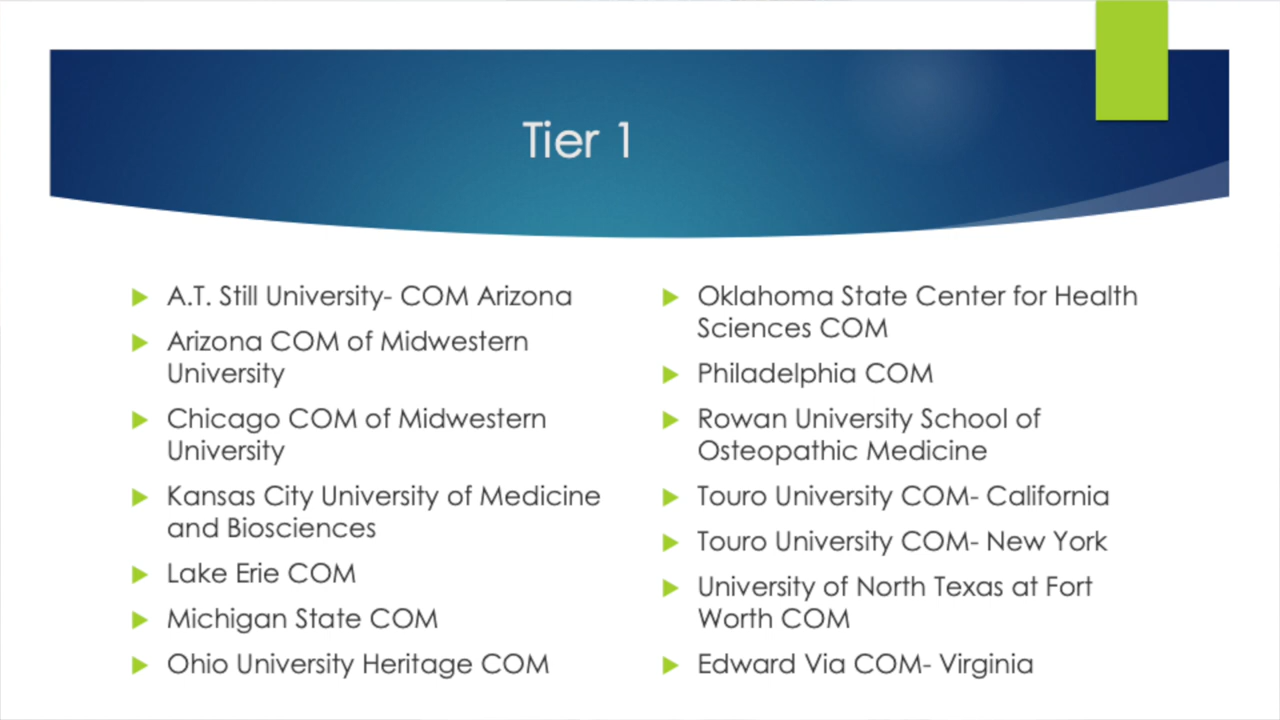 Tier 1
A.T. Still University- COM Arizona
Arizona COM of Midwestern
University
Chicago COM of Midwestern
University
Kansas City University of Medicine
and Biosciences
Lake Erie COM
Michigan State COM
Ohio University Heritage COM
Oklahoma State Center for Health
Sciences COM
Philadelphia COM
Rowan University School of
Osteopathic Medicine
Touro University COM- California
Touro University COM- New York
University of North Texas at Fort
Worth COM
Edward Via COM- Virginia